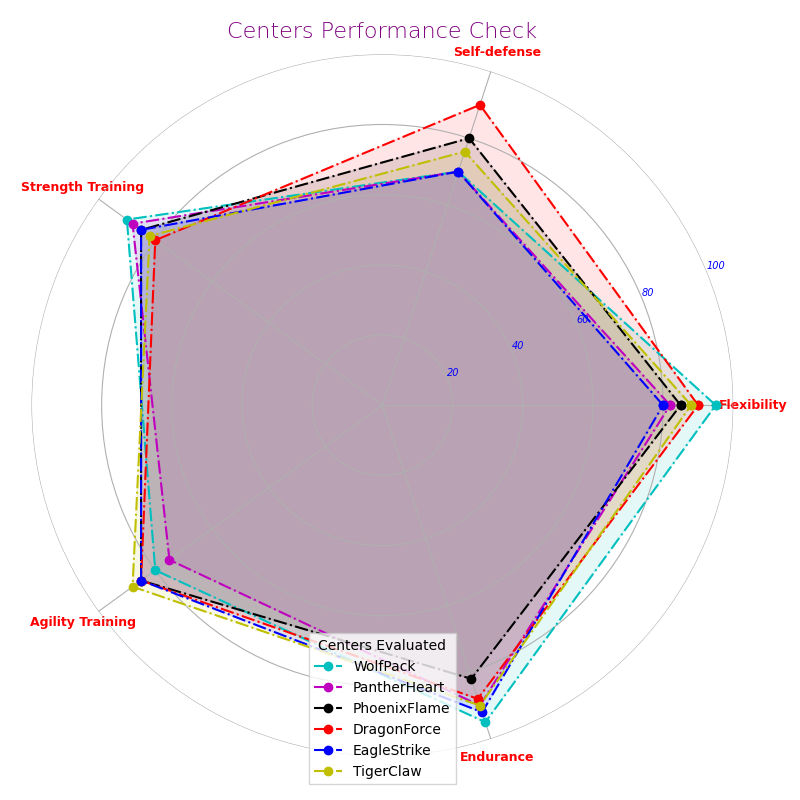 Centers Performance Check
Self-defense
Strength Training
100
80
60
40
20
Flexibility
Agility Training
Endurance
Centers Evaluated
WolfPack
PantherHeart
PhoenixFlame
DragonForce
EagleStrike
TigerClaw